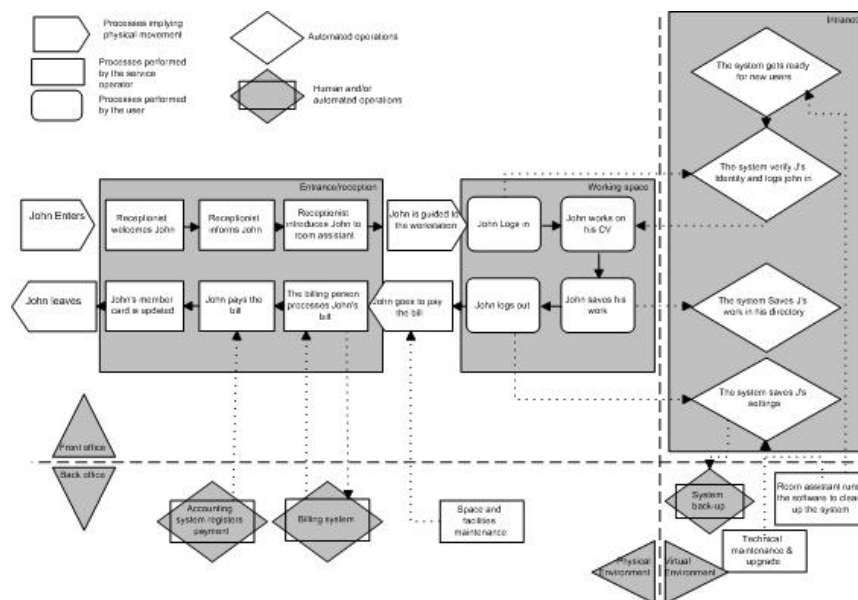 Processes implying
physical movement
Processes performed
by the service
operator
Processes performed
by the user
Automated operations
Human and/or
automated operations
Intranet
The system gets ready
for new users
The system verify J's
Identity and logs john in
The system Saves J's
work in his directory
The system saves J's
settings
Entrance/reception
Working space
John Enters
Receptionist
welcomes John
Receptionist
informs John
Receptionist
introduces John to
room assistant
John is guided to
the workstation
John Logs in
John works on
his CV
John leaves
John's member
card is updated
John pays the
bill
The billing person
processes John's
bill
John goes to pay
the bill
John logs out
John saves his
work
Front office
Back office
Accounting
system registers
payment
Billing system
Space and
facilities
maintenance
System
back-up
Room assistant runs
the software to clear
up the system
Technical
maintenance &
upgrade
Physical
Environment
Virtual
Environment